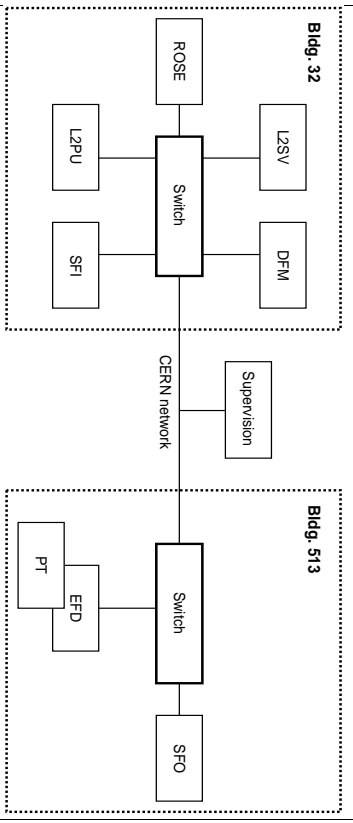 Bldg. 32
ROSE
L2SV
L2PU
Switch
DFM
SFI
Supervision
CERN network
Bldg. 513
Switch
PT
EFD
SFO